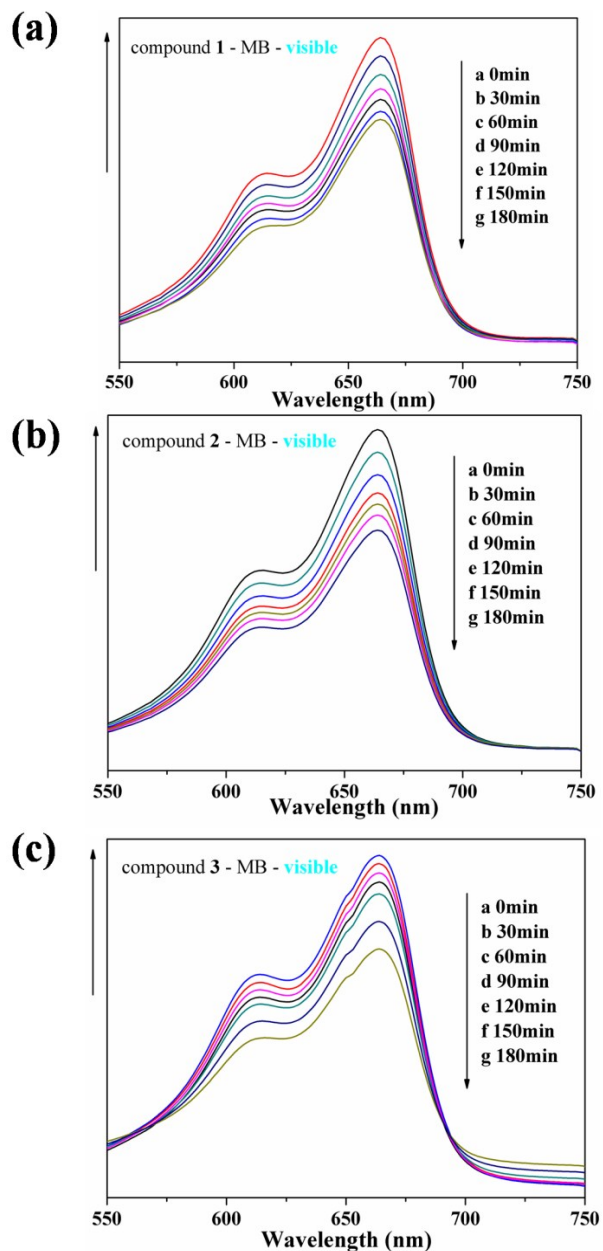 (a)
compound 1 - MB - visible
a 0min
b 30min
c 60min
d 90min
e 120min
f 150min
g 180min
550 600 650 700 750
Wavelength (nm)
(b)
compound 2 - MB - visible
a 0min
b 30min
c 60min
d 90min
e 120min
f 150min
g 180min
550 600 650 700 750
Wavelength (nm)
(c)
compound 3 - MB - visible
a 0min
b 30min
c 60min
d 90min
e 120min
f 150min
g 180min
550 600 650 700 750
Wavelength (nm)